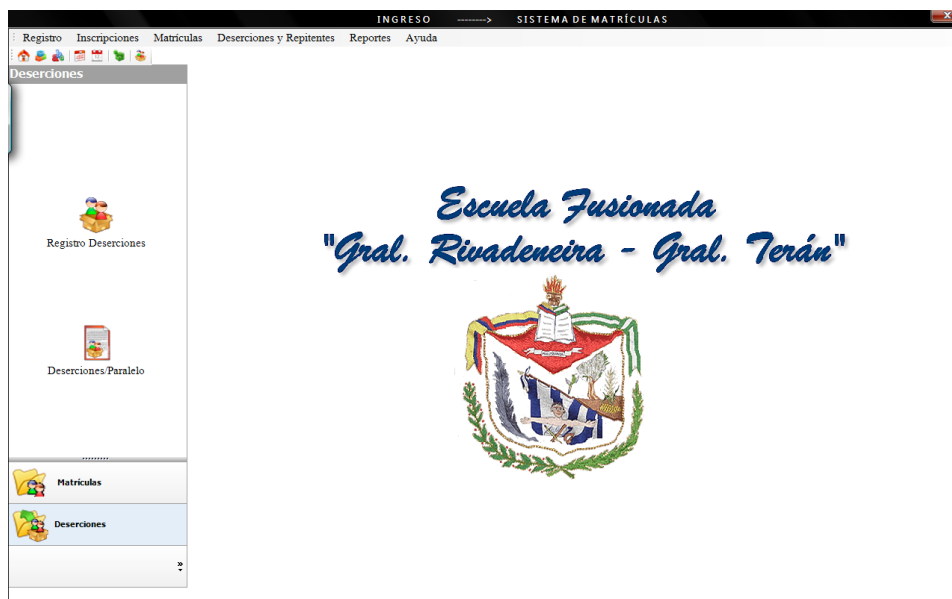 INGRESO --------> SISTEMA DE MATRÍCULAS
Registro Inscripciones Matriculas Deserciones y Repitentes Reportes Ayuda
Deserciones
Registro Deserciones
Deserciones/Paralelo
Matrículas
Deserciones
Escuela Fusionada
"Gral. Rivadeneira - Gral. Terán"